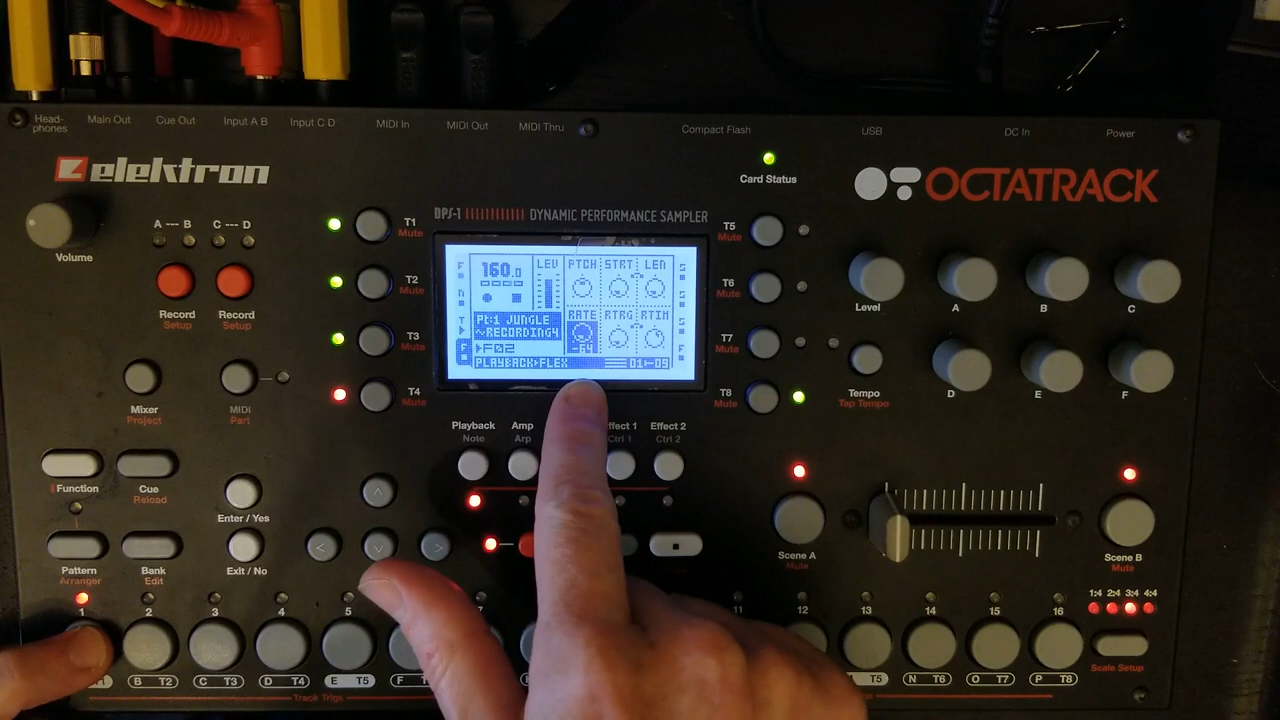 Head-
phones
Main Out
Cue Out
Input A B
Input C D
MIDI In
MIDI Out
MIDI Thru
Compact Flash
USB
DC In
Power
elektron
Card Status
OCTATRACK
DPS-1 DYNAMIC PERFORMANCE SAMPLER
Volume
A --- B
C --- D
Record
Setup
Record
Setup
T1
Mute
T2
Mute
T3
Mute
T4
Mute
160.0
LEV
PTCH
STRT
LEN
RATE
RTRG
RTIM
-64
Pt:1 JUNGLE
~RECORDING4
F02
PLAYBACK▸FLEX
01-09
T5
Mute
T6
Mute
T7
Mute
T8
Mute
Level
A
B
C
Tempo
Tap Tempo
D
E
F
Mixer
Project
MIDI
Part
Playback
Note
Amp
Arp
ffect 1
Ctrl 1
Effect 2
Ctrl 2
Function
Cue
Reload
Enter / Yes
Exit / No
Pattern
Arranger
Bank
Edit
Scene A
Mute
Scene B
Mute
1:4
2:4
3:4
4:4
Scale Setup
1
2
3
4
5
7
11
12
13
14
15
16
B T2
C T3
D T4
E T5
F
T5
N T6
O T7
P T8
Track Trigs